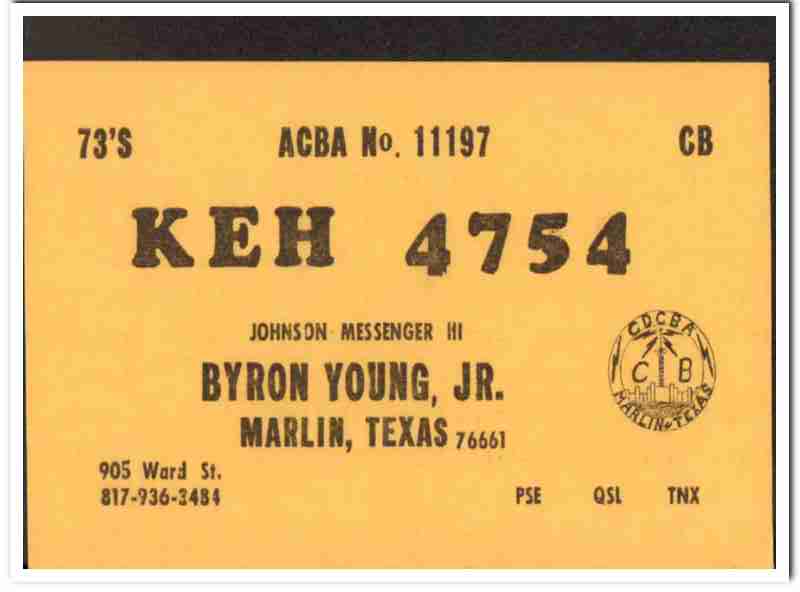 73'S ACBA No. 11197 CB
KEH 4754
JOHNSON MESSENGER III
BYRON YOUNG, JR.
MARLIN, TEXAS 76661
CDCBA
C B
MARLIN TEXAS
905 Ward St.
817-936-3484
PSE QSL TNX